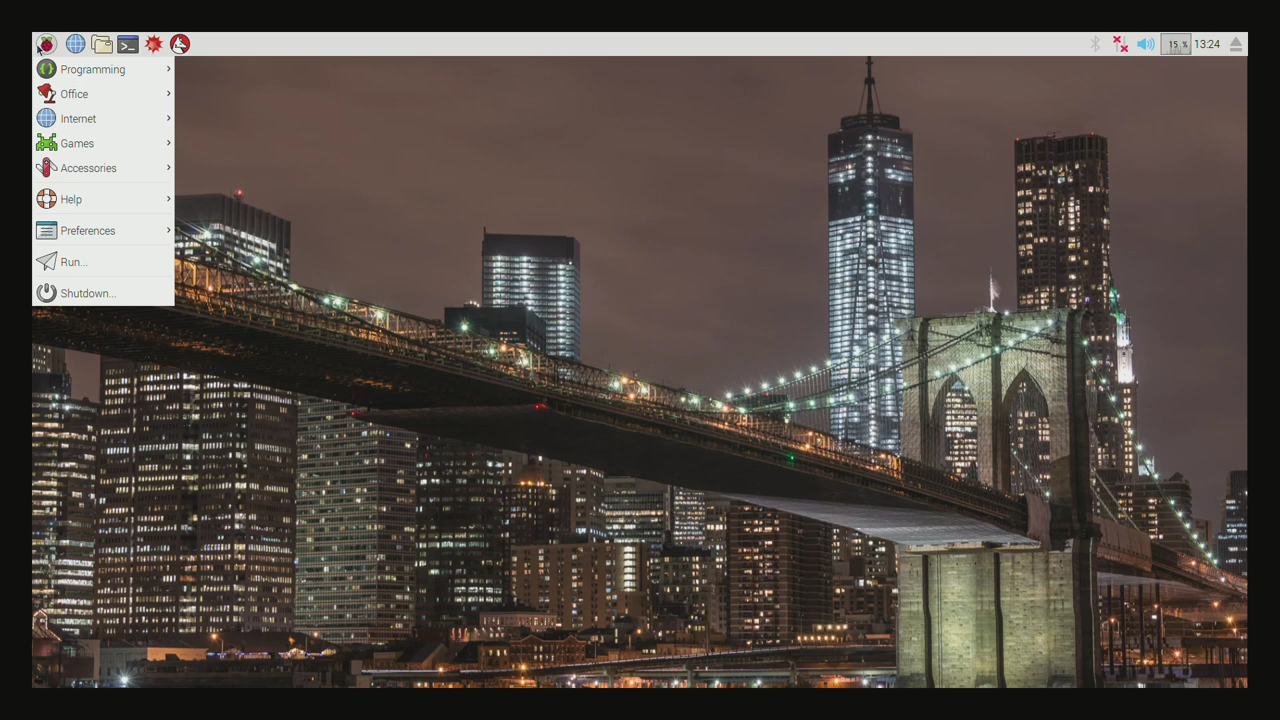 15 %
13:24
Programming
Office
Internet
Games
Accessories
Help
Preferences
Run...
Shutdown...